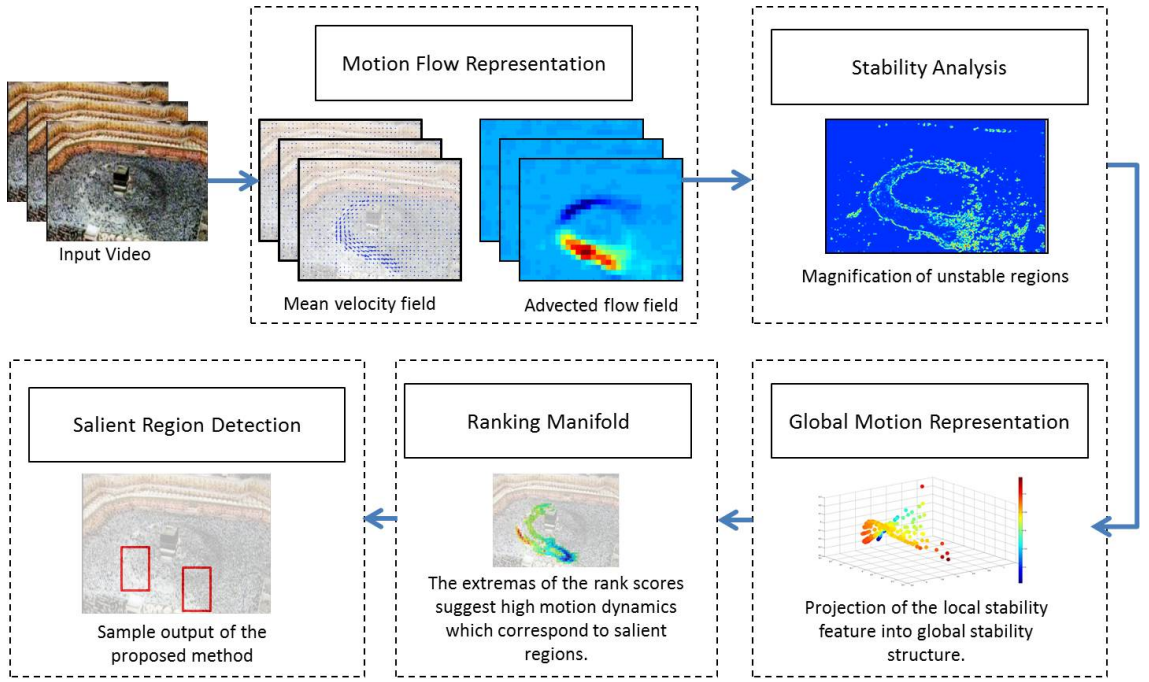 Input Video
Motion Flow Representation
Mean velocity field
Advected flow field
Stability Analysis
Magnification of unstable regions
Global Motion Representation
Projection of the local stability
feature into global stability
structure.
Ranking Manifold
The extremas of the rank scores
suggest high motion dynamics
which correspond to salient
regions.
Salient Region Detection
Sample output of the
proposed method